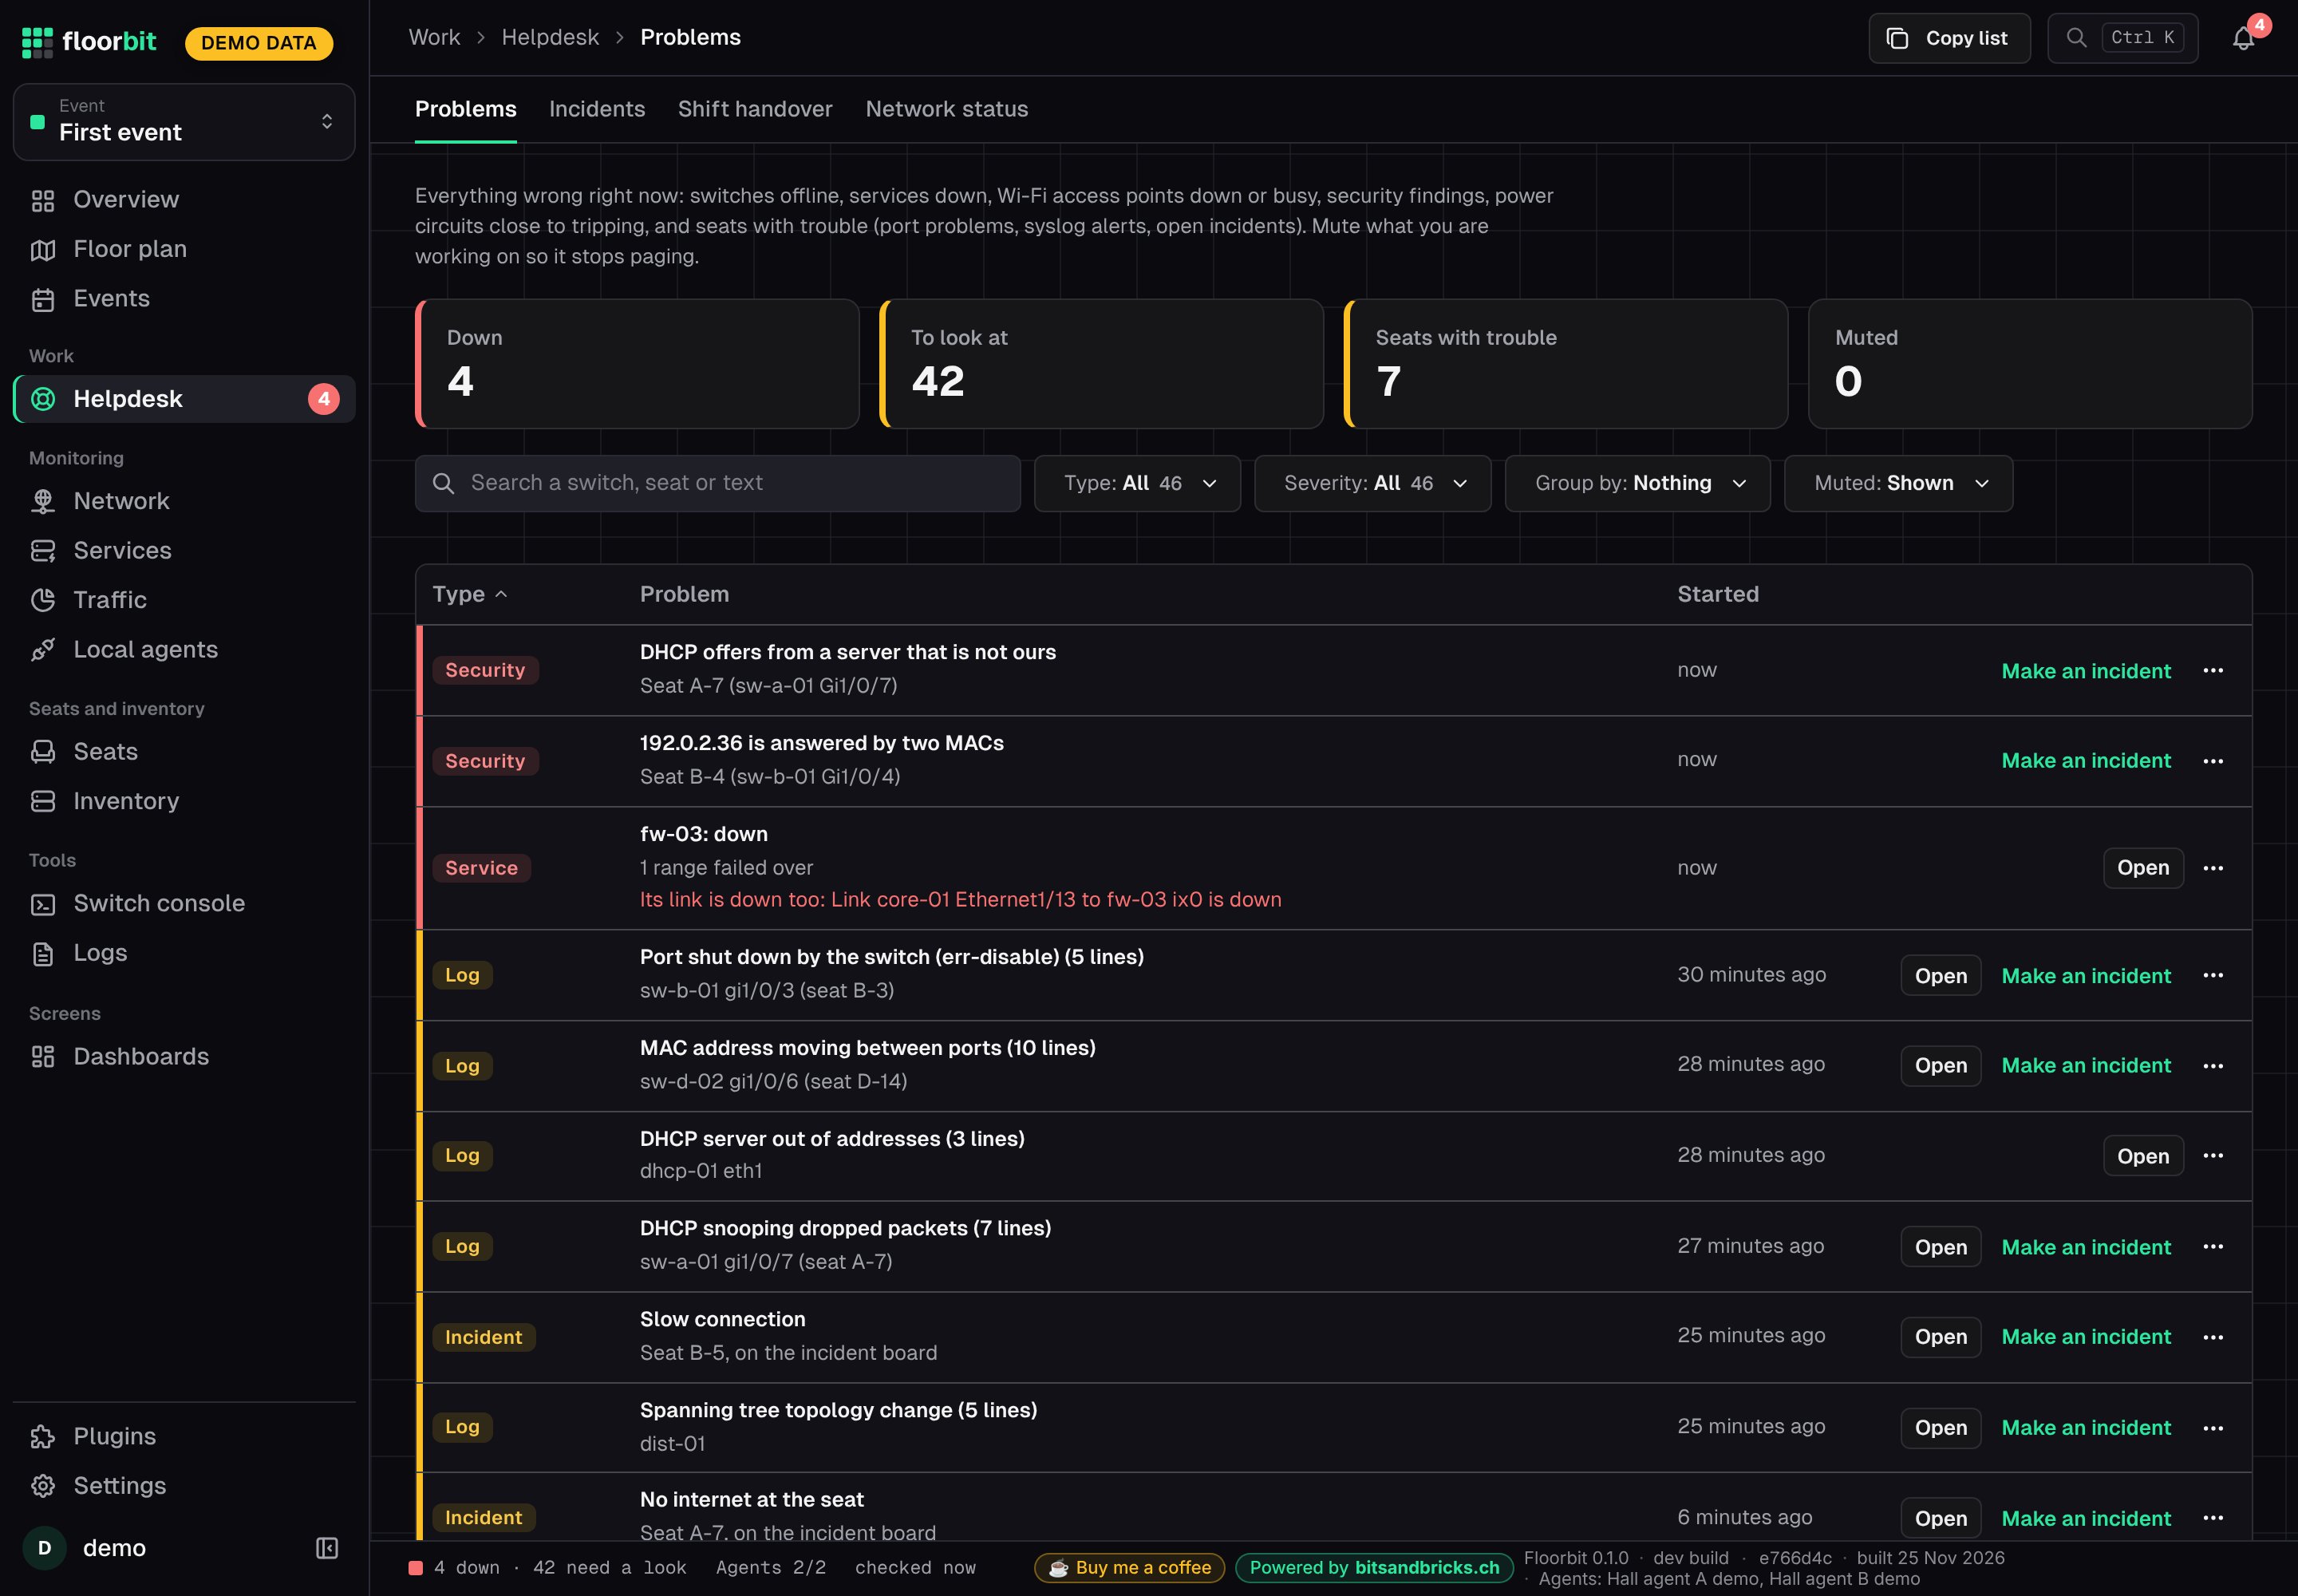 floorbit DEMO DATA
Event
First event
Overview
Floor plan
Events
Work
Helpdesk 4
Monitoring
Network
Services
Traffic
Local agents
Seats and inventory
Seats
Inventory
Tools
Switch console
Logs
Screens
Dashboards
Plugins
Settings
D demo
Work > Helpdesk > Problems
Copy list
Ctrl K
4
Problems Incidents Shift handover Network status
Everything wrong right now: switches offline, services down, Wi-Fi access points down or busy, security findings, power
circuits close to tripping, and seats with trouble (port problems, syslog alerts, open incidents). Mute what you are
working on so it stops paging.
Down
4
To look at
42
Seats with trouble
7
Muted
0
Search a switch, seat or text
Type: All 46
Severity: All 46
Group by: Nothing
Muted: Shown
Type Problem Started
Security
DHCP offers from a server that is not ours
Seat A-7 (sw-a-01 Gi1/0/7)
now
Make an incident ···
Security
192.0.2.36 is answered by two MACs
Seat B-4 (sw-b-01 Gi1/0/4)
now
Make an incident ···
Service
fw-03: down
1 range failed over
Its link is down too: Link core-01 Ethernet1/13 to fw-03 ix0 is down
now
Open ···
Log
Port shut down by the switch (err-disable) (5 lines)
sw-b-01 gi1/0/3 (seat B-3)
30 minutes ago
Open Make an incident ···
Log
MAC address moving between ports (10 lines)
sw-d-02 gi1/0/6 (seat D-14)
28 minutes ago
Open Make an incident ···
Log
DHCP server out of addresses (3 lines)
dhcp-01 eth1
28 minutes ago
Open ···
Log
DHCP snooping dropped packets (7 lines)
sw-a-01 gi1/0/7 (seat A-7)
27 minutes ago
Open Make an incident ···
Incident
Slow connection
Seat B-5, on the incident board
25 minutes ago
Open Make an incident ···
Log
Spanning tree topology change (5 lines)
dist-01
25 minutes ago
Open Make an incident ···
Incident
No internet at the seat
Seat A-7, on the incident board
6 minutes ago
Open Make an incident ···
4 down · 42 need a look Agents 2/2 checked now
Buy me a coffee
Powered by bitsandbricks.ch
Floorbit 0.1.0 · dev build · e766d4c · built 25 Nov 2026
· Agents: Hall agent A demo, Hall agent B demo